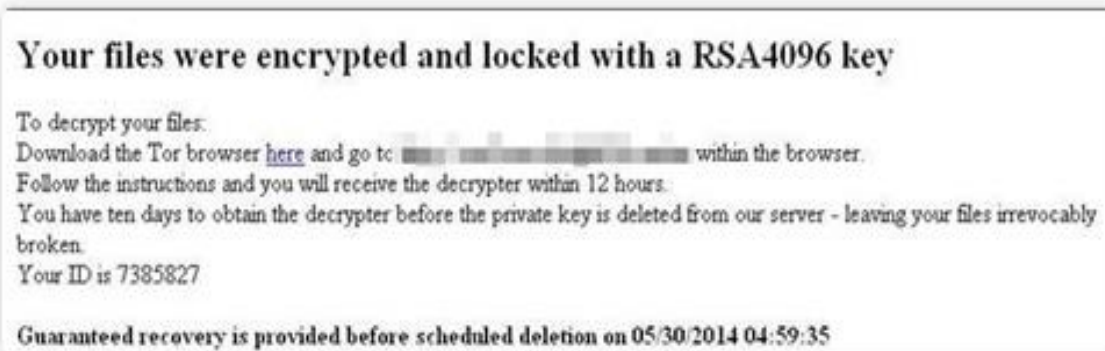 Your files were encrypted and locked with a RSA4096 key
To decrypt your files:
Download the Tor browser here and go to within the browser.
Follow the instructions and you will receive the decrypter within 12 hours.
You have ten days to obtain the decrypter before the private key is deleted from our server - leaving your files irrevocably
broken.
Your ID is 7385827
Guaranteed recovery is provided before scheduled deletion on 05/30/2014 04:59:35